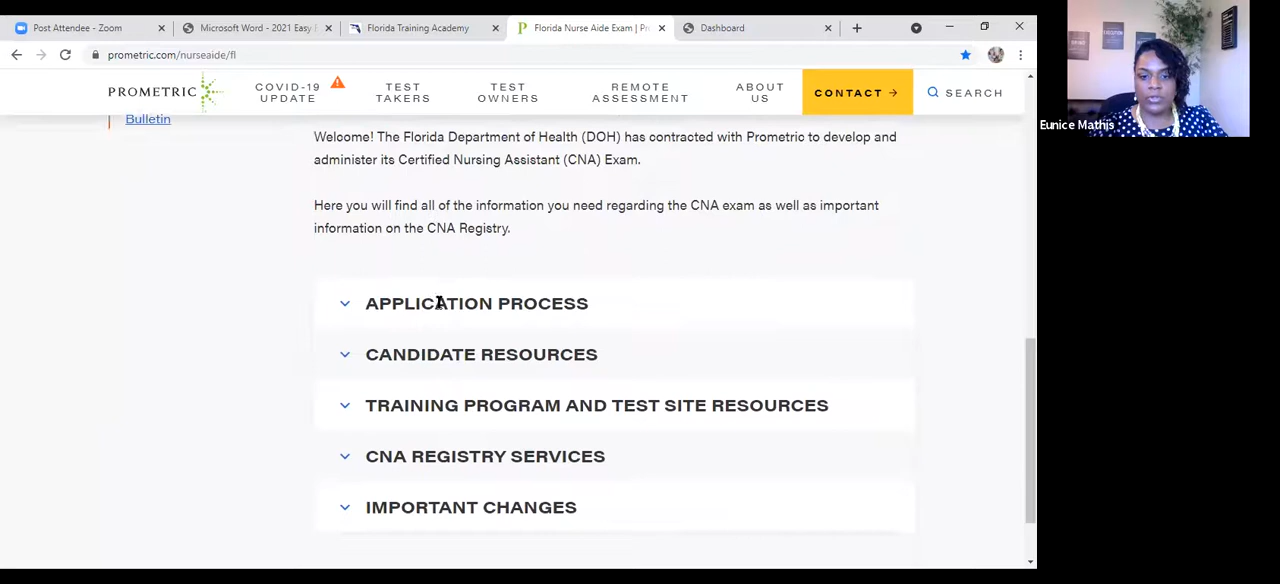 Post Attendee - Zoom
Microsoft Word - 2021 Easy
Florida Training Academy
Florida Nurse Aide Exam | Pr
Dashboard
prometric.com/nurseaide/fl
PROMETRIC
COVID-19
UPDATE
TEST
TAKERS
TEST
OWNERS
REMOTE
ASSESSMENT
ABOUT
US
CONTACT
SEARCH
Bulletin
Welcome! The Florida Department of Health (DOH) has contracted with Prometric to develop and
administer its Certified Nursing Assistant (CNA) Exam.
Here you will find all of the information you need regarding the CNA exam as well as important
information on the CNA Registry.
APPLICATION PROCESS
CANDIDATE RESOURCES
TRAINING PROGRAM AND TEST SITE RESOURCES
CNA REGISTRY SERVICES
IMPORTANT CHANGES
Eunice Mathis